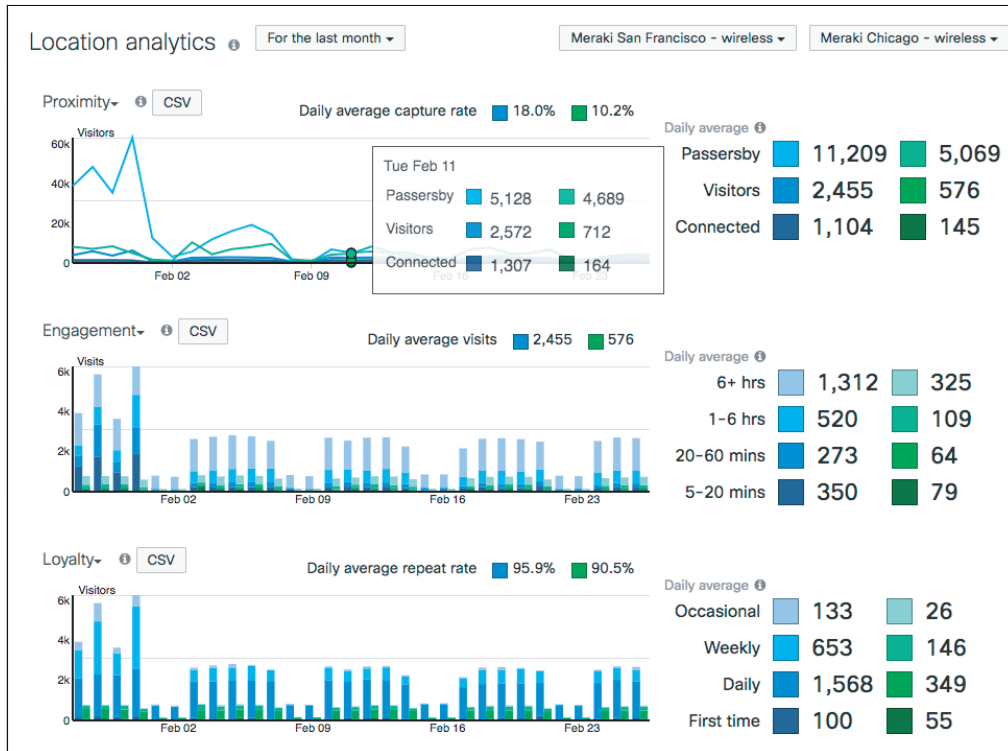 Location analytics
For the last month
Meraki San Francisco - wireless
Meraki Chicago - wireless
Proximity
CSV
Daily average capture rate 18.0% 10.2%
Visitors
60k
40k
20k
0
Feb 02
Feb 09
Feb 16
Feb 23
Tue Feb 11
Passersby 5,128 4,689
Visitors 2,572 712
Connected 1,307 164
Daily average
Passersby 11,209 5,069
Visitors 2,455 576
Connected 1,104 145
Engagement
CSV
Daily average visits 2,455 576
Visits
6k
4k
2k
0
Feb 02
Feb 09
Feb 16
Feb 23
Daily average
6+ hrs 1,312 325
1-6 hrs 520 109
20-60 mins 273 64
5-20 mins 350 79
Loyalty
CSV
Daily average repeat rate 95.9% 90.5%
Visitors
6k
4k
2k
0
Feb 02
Feb 09
Feb 16
Feb 23
Daily average
Occasional 133 26
Weekly 653 146
Daily 1,568 349
First time 100 55